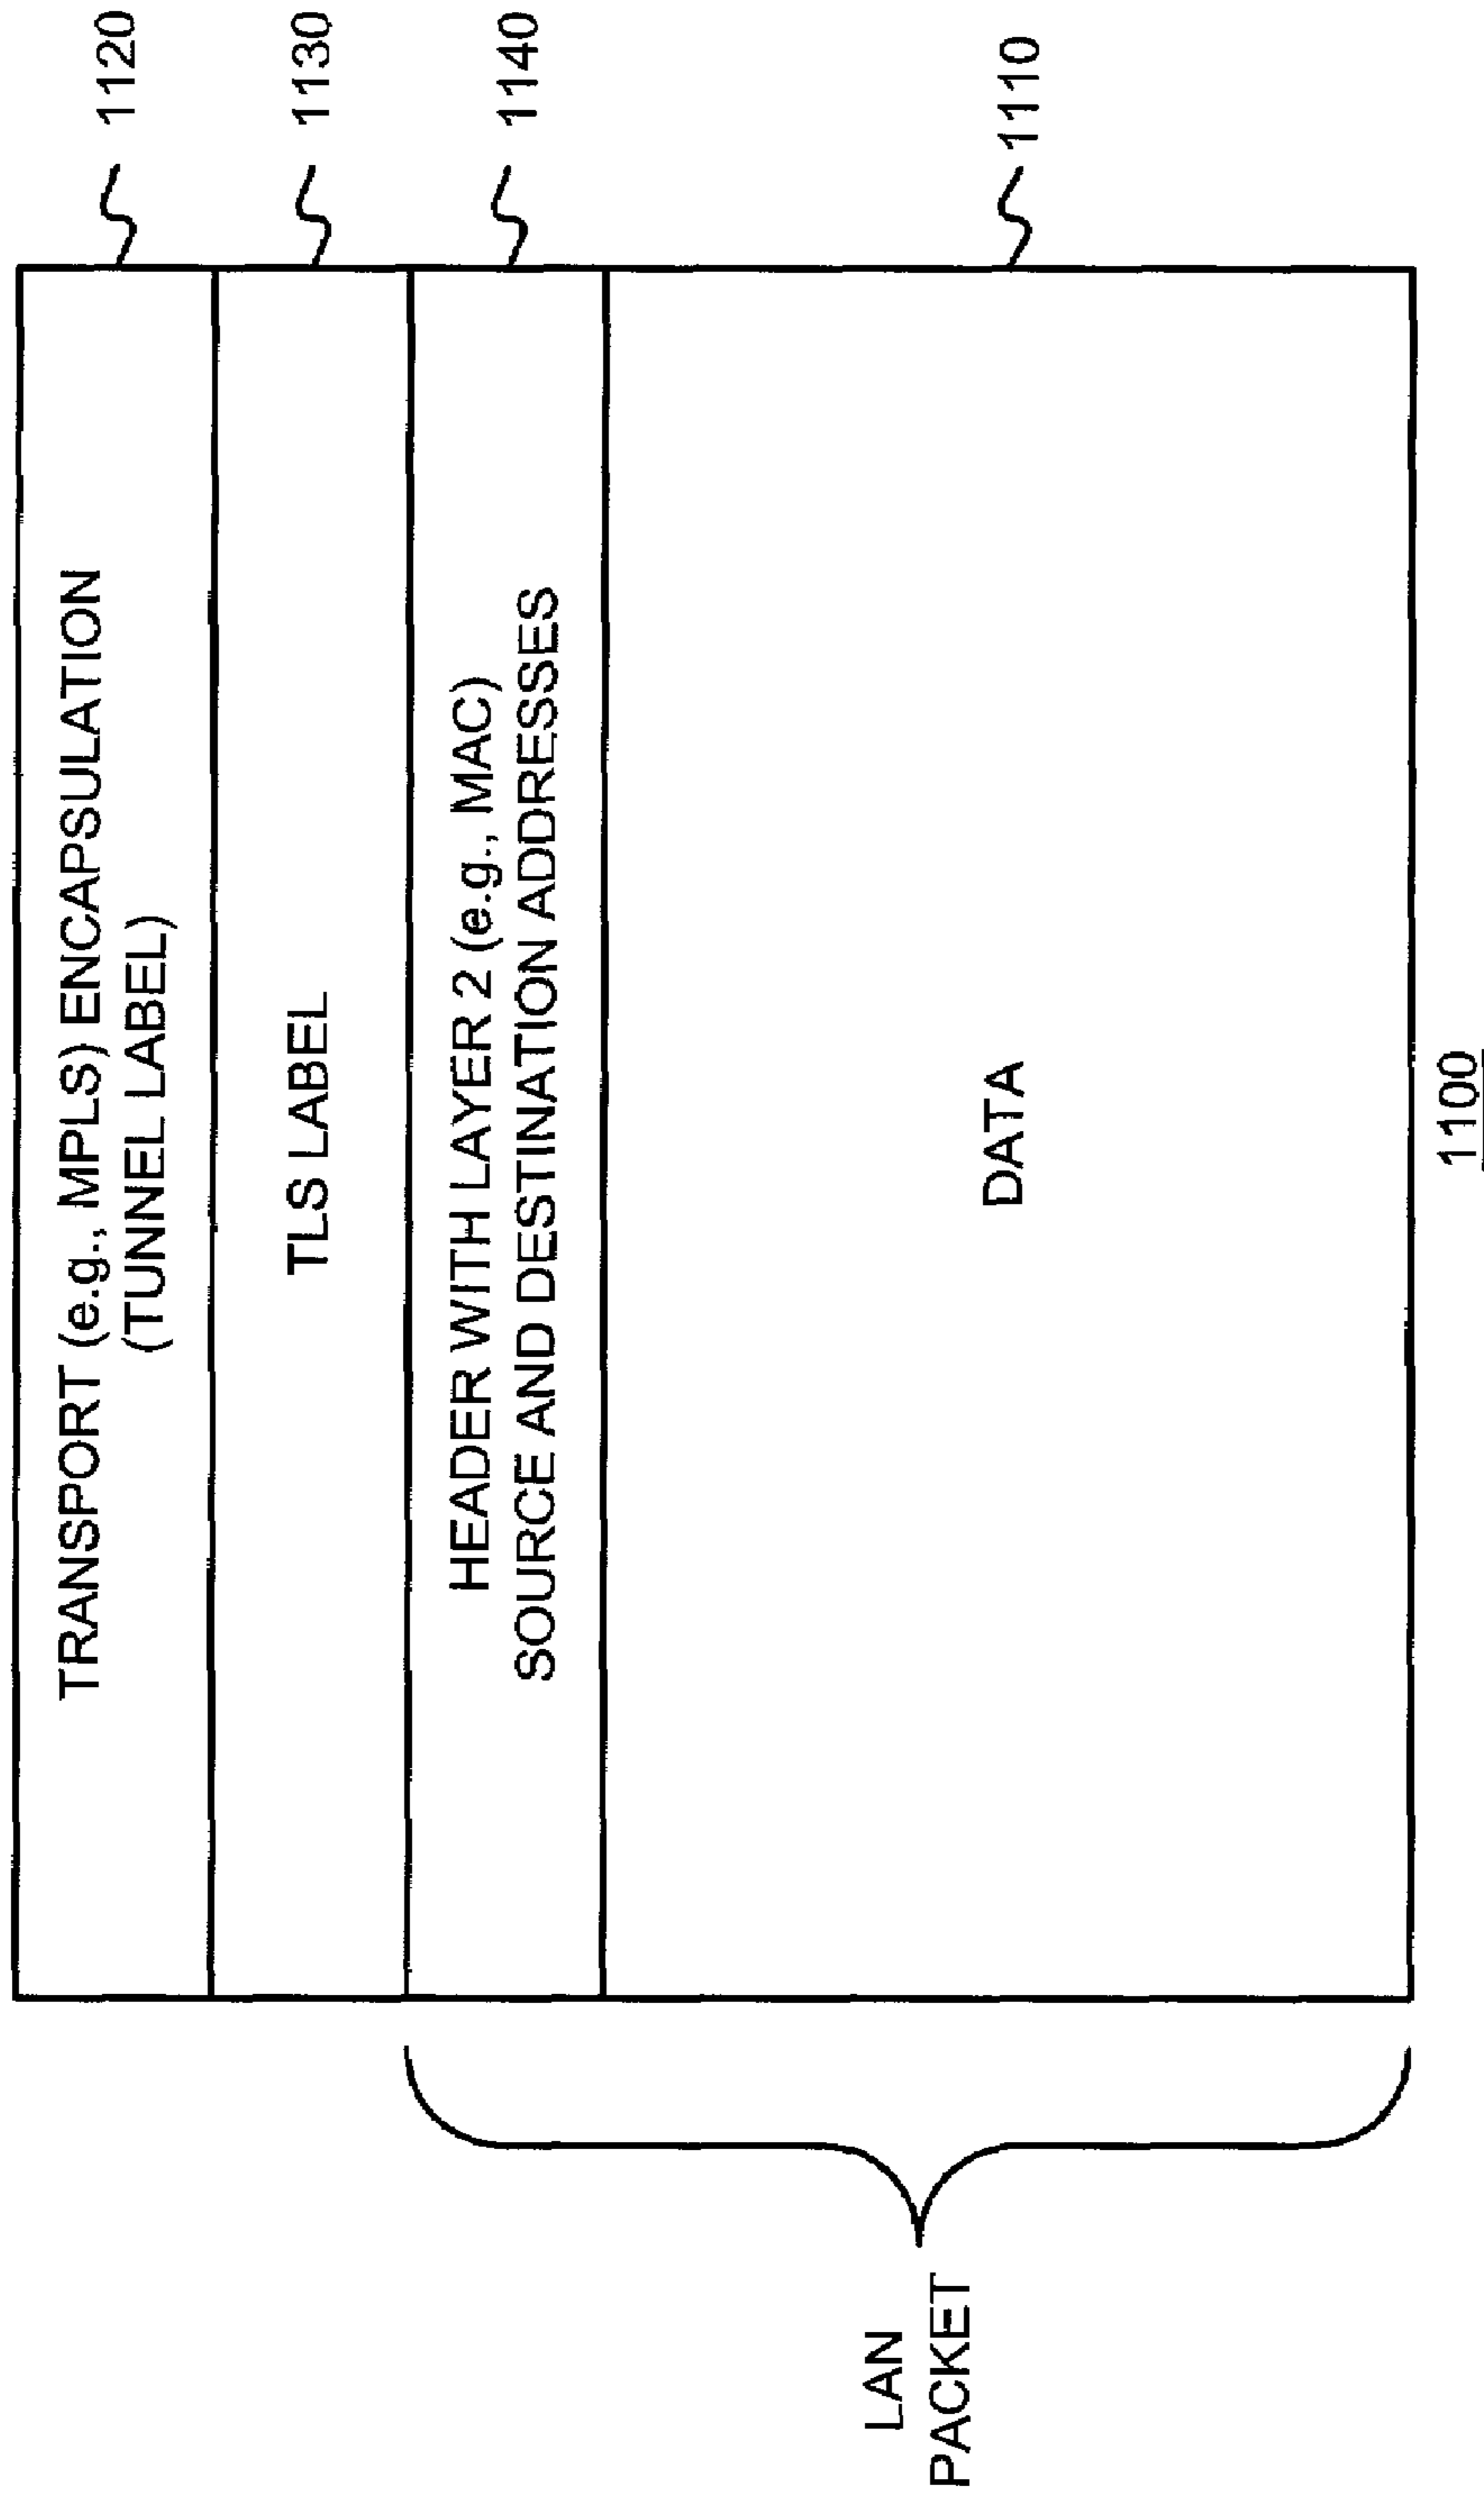 TRANSPORT (e.g., MPLS) ENCAPSULATION
(TUNNEL LABEL)
1120
TLS LABEL
1130
HEADER WITH LAYER 2 (e.g., MAC)
SOURCE AND DESTINATION ADDRESSES
1140
LAN
PACKET
DATA
1110
1100